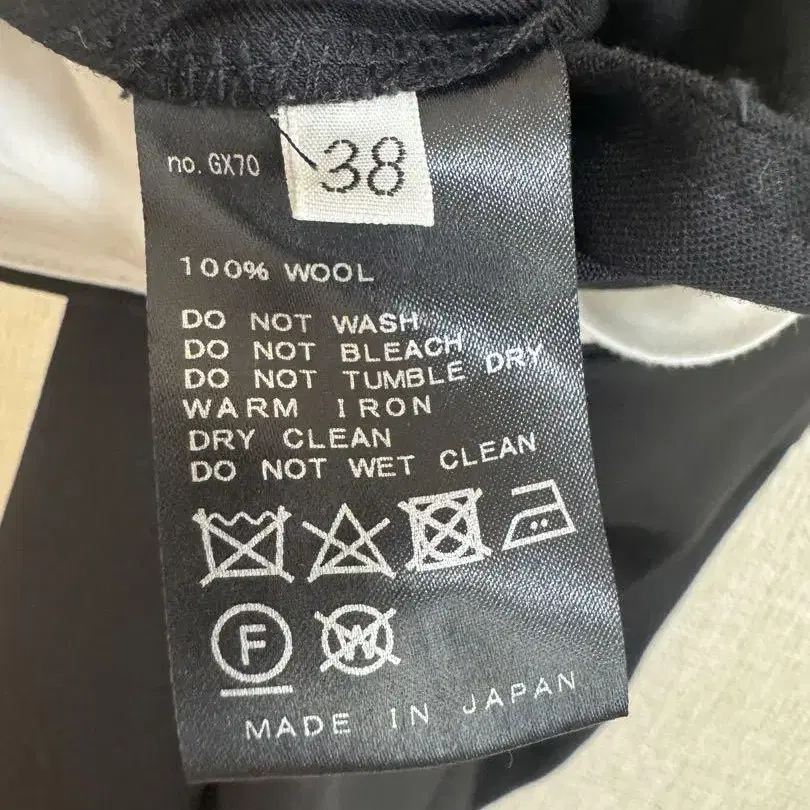 no. GX70
38
100% WOOL
DO NOT WASH
DO NOT BLEACH
DO NOT TUMBLE DRY
WARM IRON
DRY CLEAN
DO NOT WET CLEAN
F
W
MADE IN JAPAN